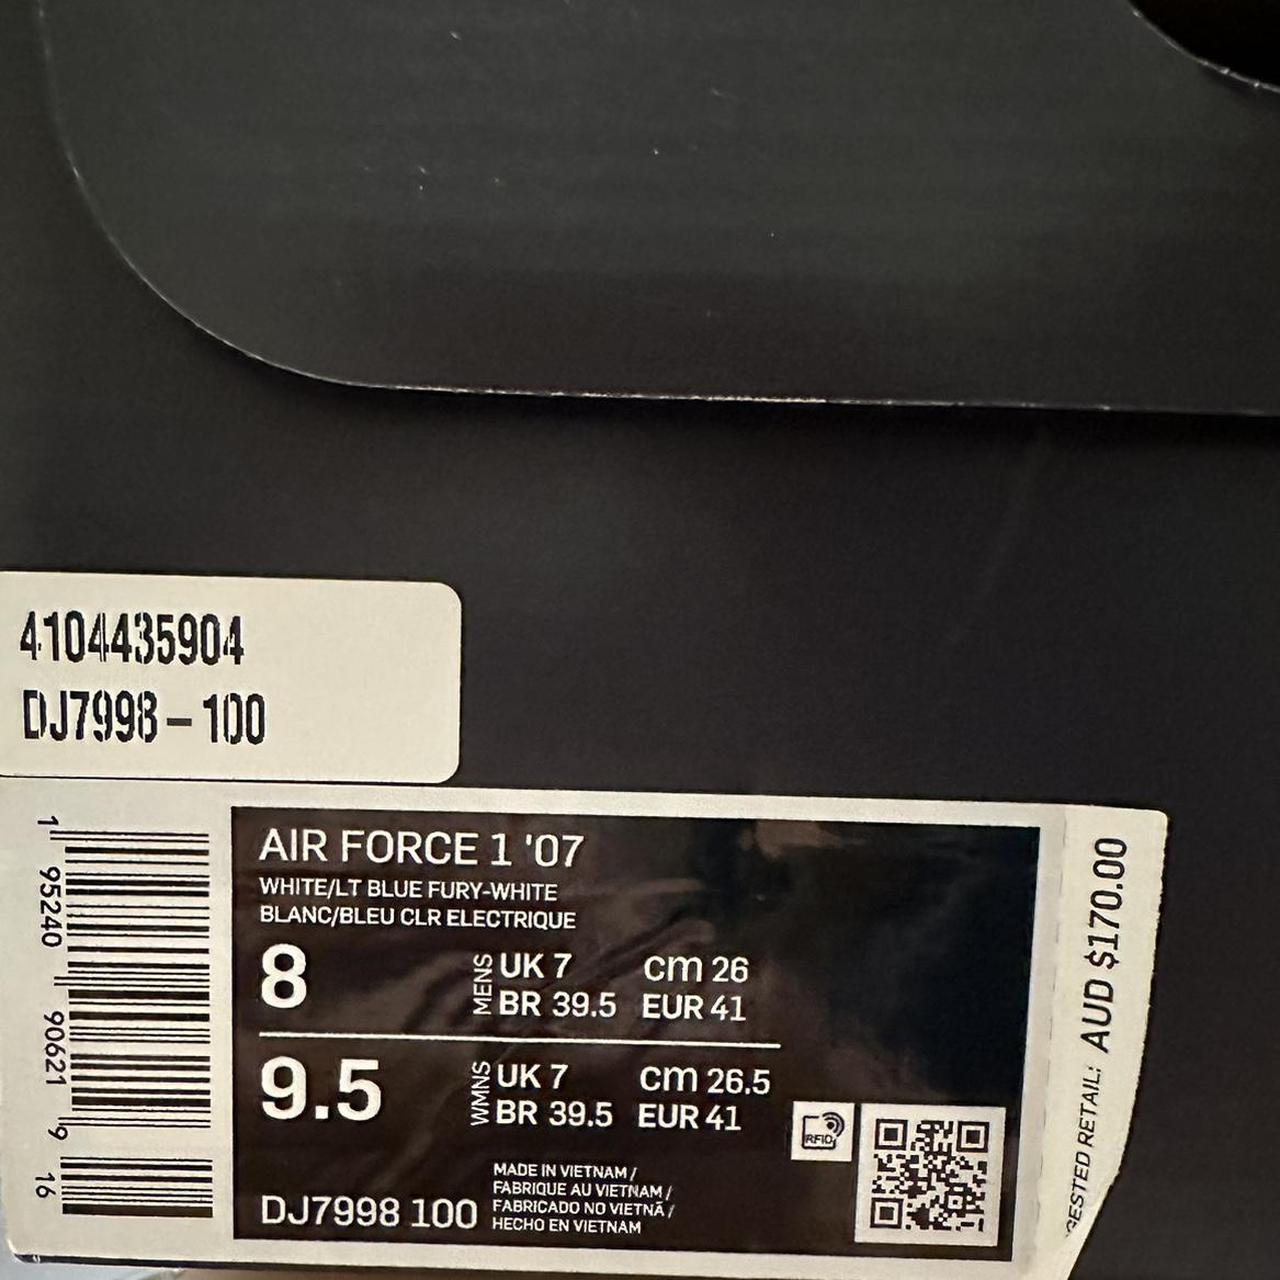 4104435904
DJ7998-100
1 95240 90621 9 16
AIR FORCE 1 '07
WHITE/LT BLUE FURY-WHITE
BLANC/BLEU CLR ELECTRIQUE
8
MENS
UK 7 cm 26
BR 39.5 EUR 41
9.5
WMNS
UK 7 cm 26.5
BR 39.5 EUR 41
RFID
DJ7998 100
MADE IN VIETNAM /
FABRIQUE AU VIETNAM /
FABRICADO NO VIETNÃ /
HECHO EN VIETNAM
GESTED RETAIL: AUD $170.00